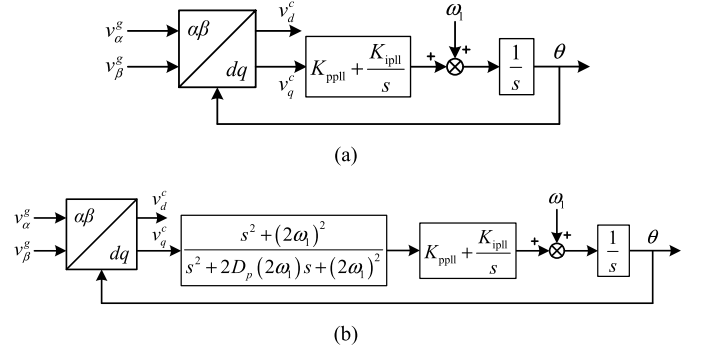 v_α^g
v_β^g
αβ
dq
v_d^c
v_q^c
K_ppll + K_ipll / s
+
ω_1
+
1 / s
θ
(a)
v_α^g
v_β^g
αβ
dq
v_d^c
v_q^c
s^2 + (2ω_1)^2 / s^2 + 2D_p (2ω_1) s + (2ω_1)^2
K_ppll + K_ipll / s
+
ω_1
+
1 / s
θ
(b)